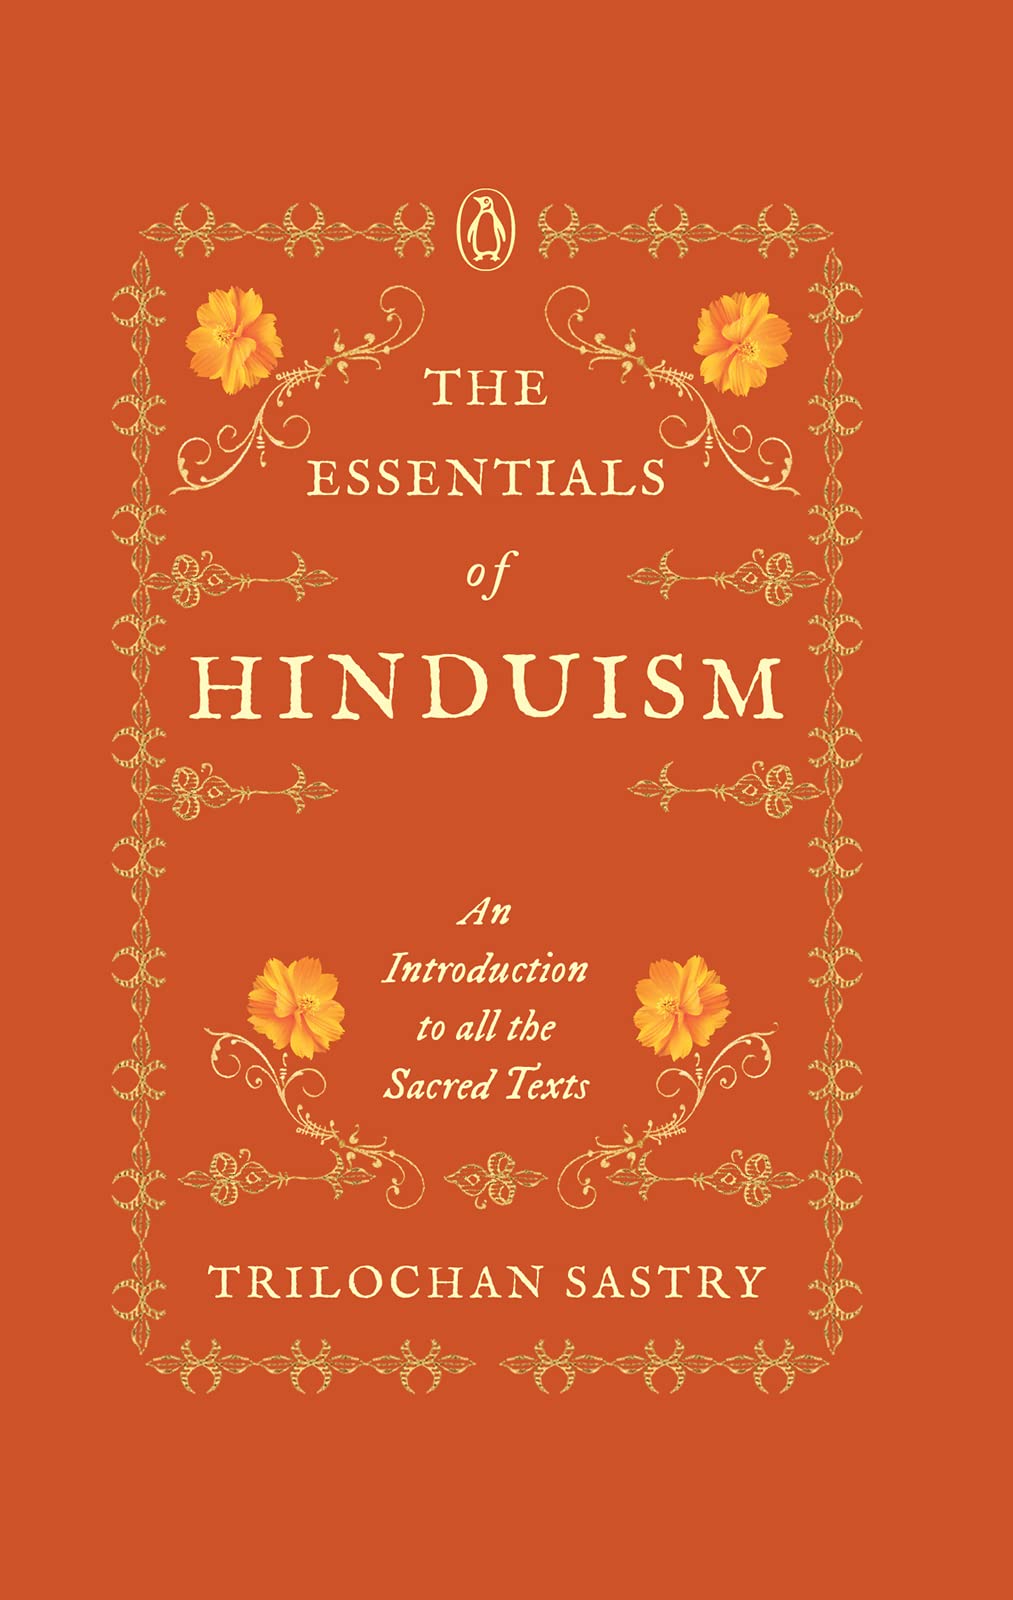 THE
ESSENTIALS
of
HINDUISM
An
Introduction
to all the
Sacred Texts
TRILOCHAN SASTRY